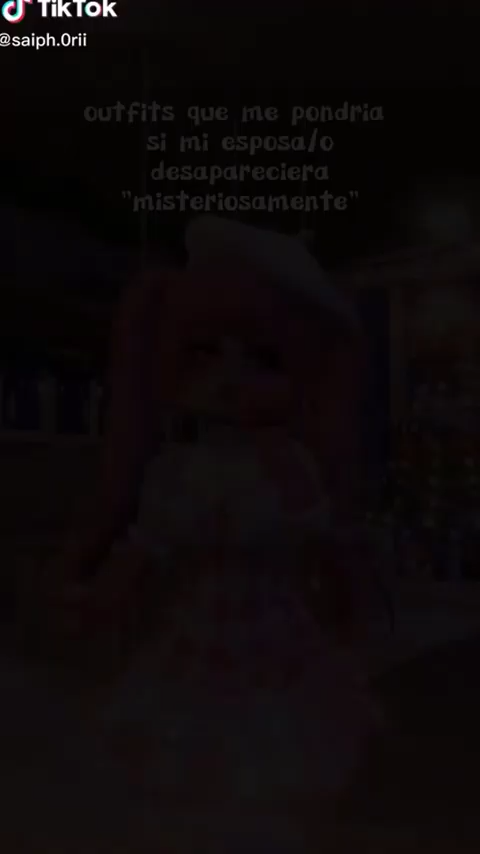 TikTok
@saiph.0rii
outfits que me pondria
si mi esposa/o
desapareciera
"misteriosamente"